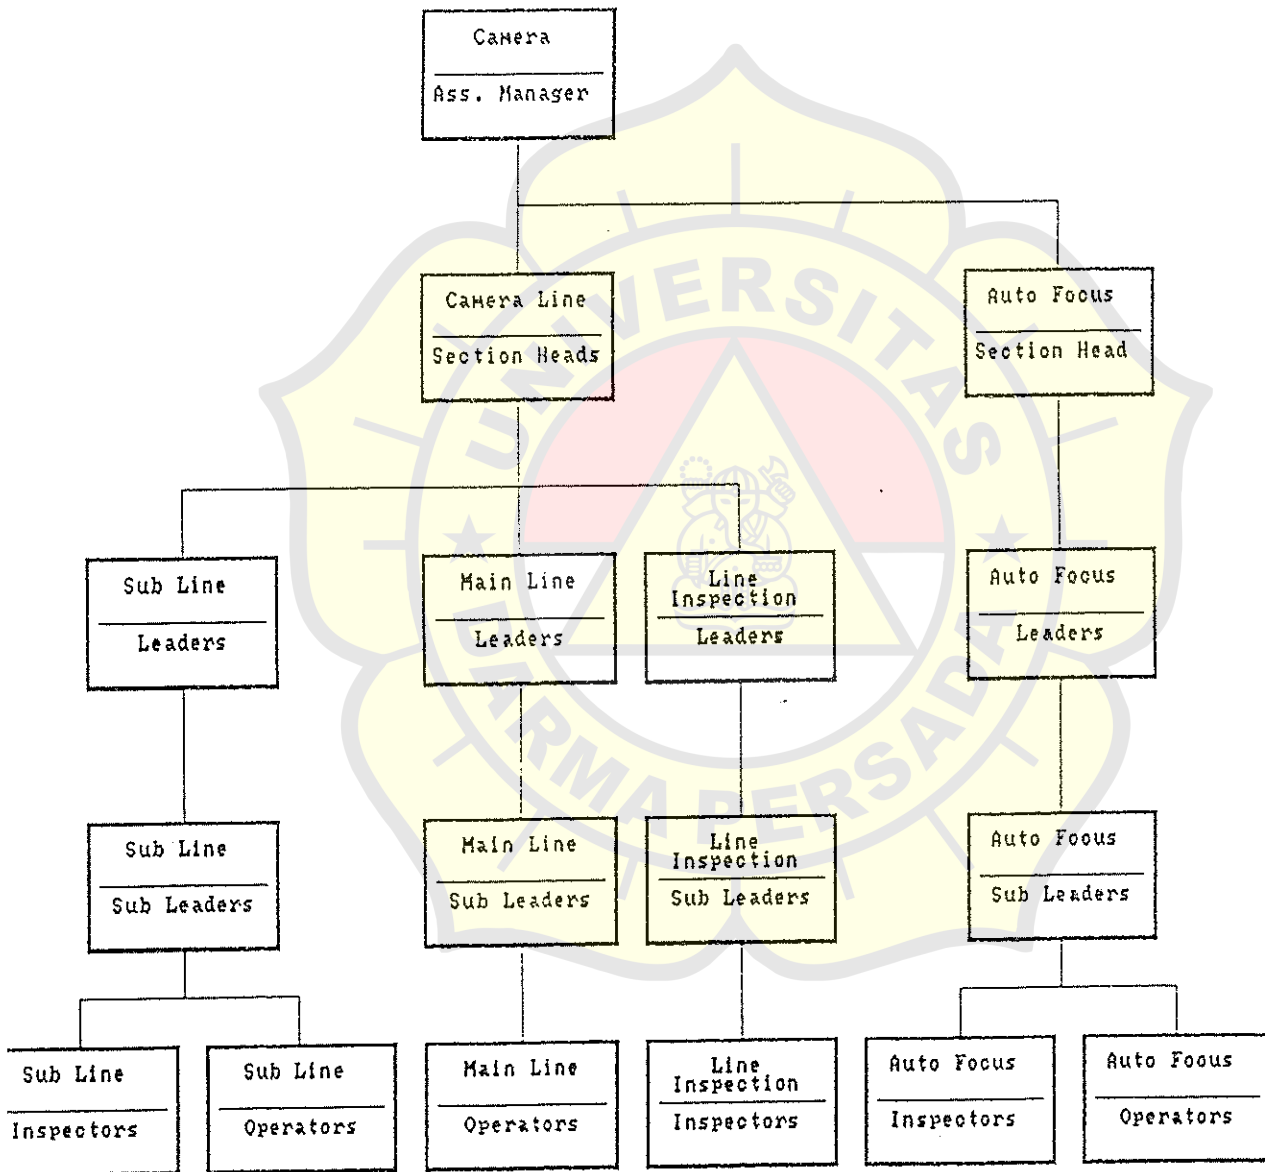 Camera
Ass. Manager
Camera Line
Section Heads
Auto Focus
Section Head
Sub Line
Leaders
Main Line
Leaders
Line
Inspection
Leaders
Auto Focus
Leaders
Sub Line
Sub Leaders
Main Line
Sub Leaders
Line
Inspection
Sub Leaders
Auto Focus
Sub Leaders
Sub Line
Inspectors
Sub Line
Operators
Main Line
Operators
Line
Inspection
Inspectors
Auto Focus
Inspectors
Auto Focus
Operators
UNIVERSITAS
DARMA PERSADA